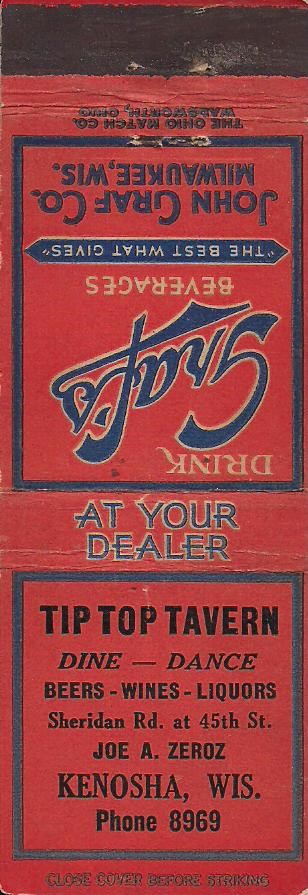 THE OHIO MATCH CO.
WADSWORTH, OHIO
DRINK
Graf's
BEVERAGES
"THE BEST WHAT GIVES"
JOHN GRAF CO.
MILWAUKEE, WIS.
AT YOUR
DEALER
TIP TOP TAVERN
DINE — DANCE
BEERS - WINES - LIQUORS
Sheridan Rd. at 45th St.
JOE A. ZEROZ
KENOSHA, WIS.
Phone 8969
CLOSE COVER BEFORE STRIKING